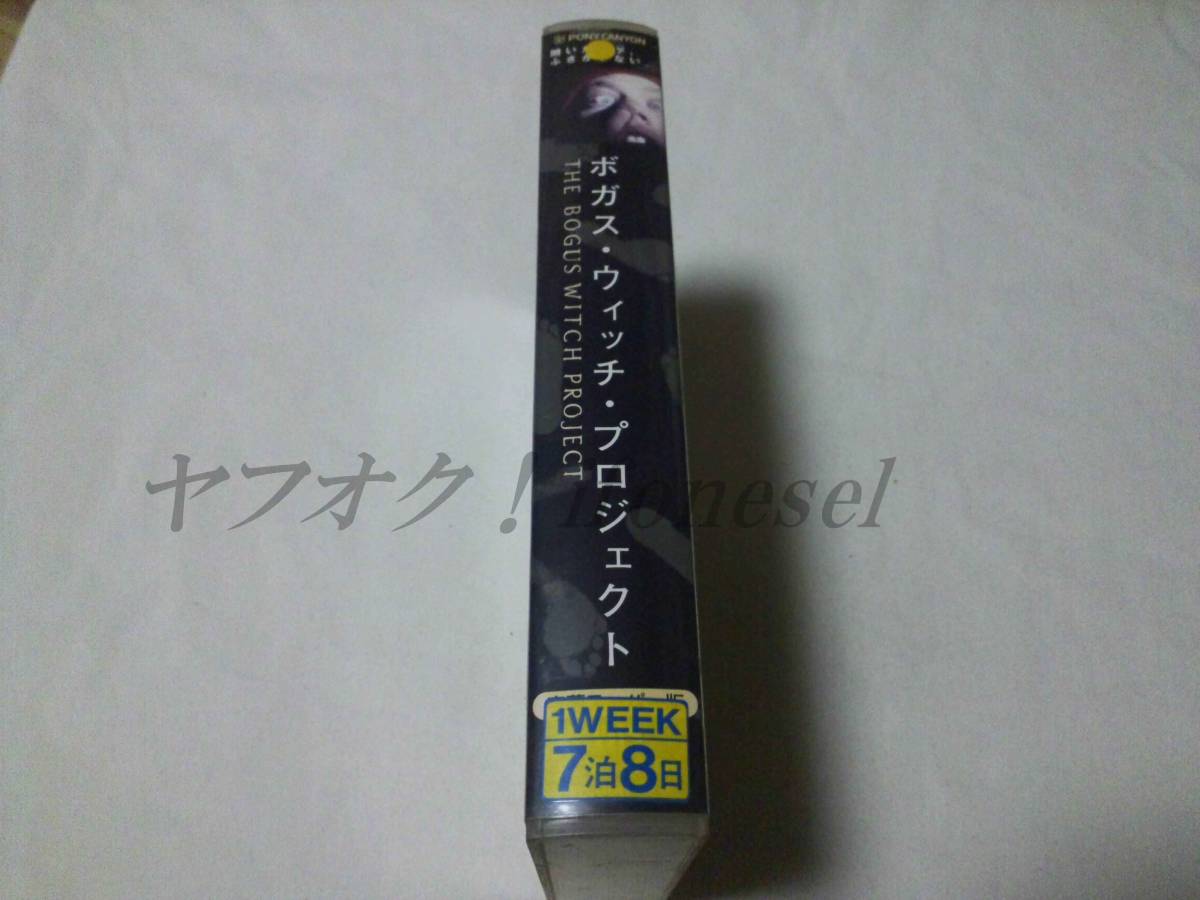 PONY CANYON
ボガス・ウィッチ・プロジェクト
THE BOGUS WITCH PROJECT
ヤフオク!
1WEEK
7泊8日